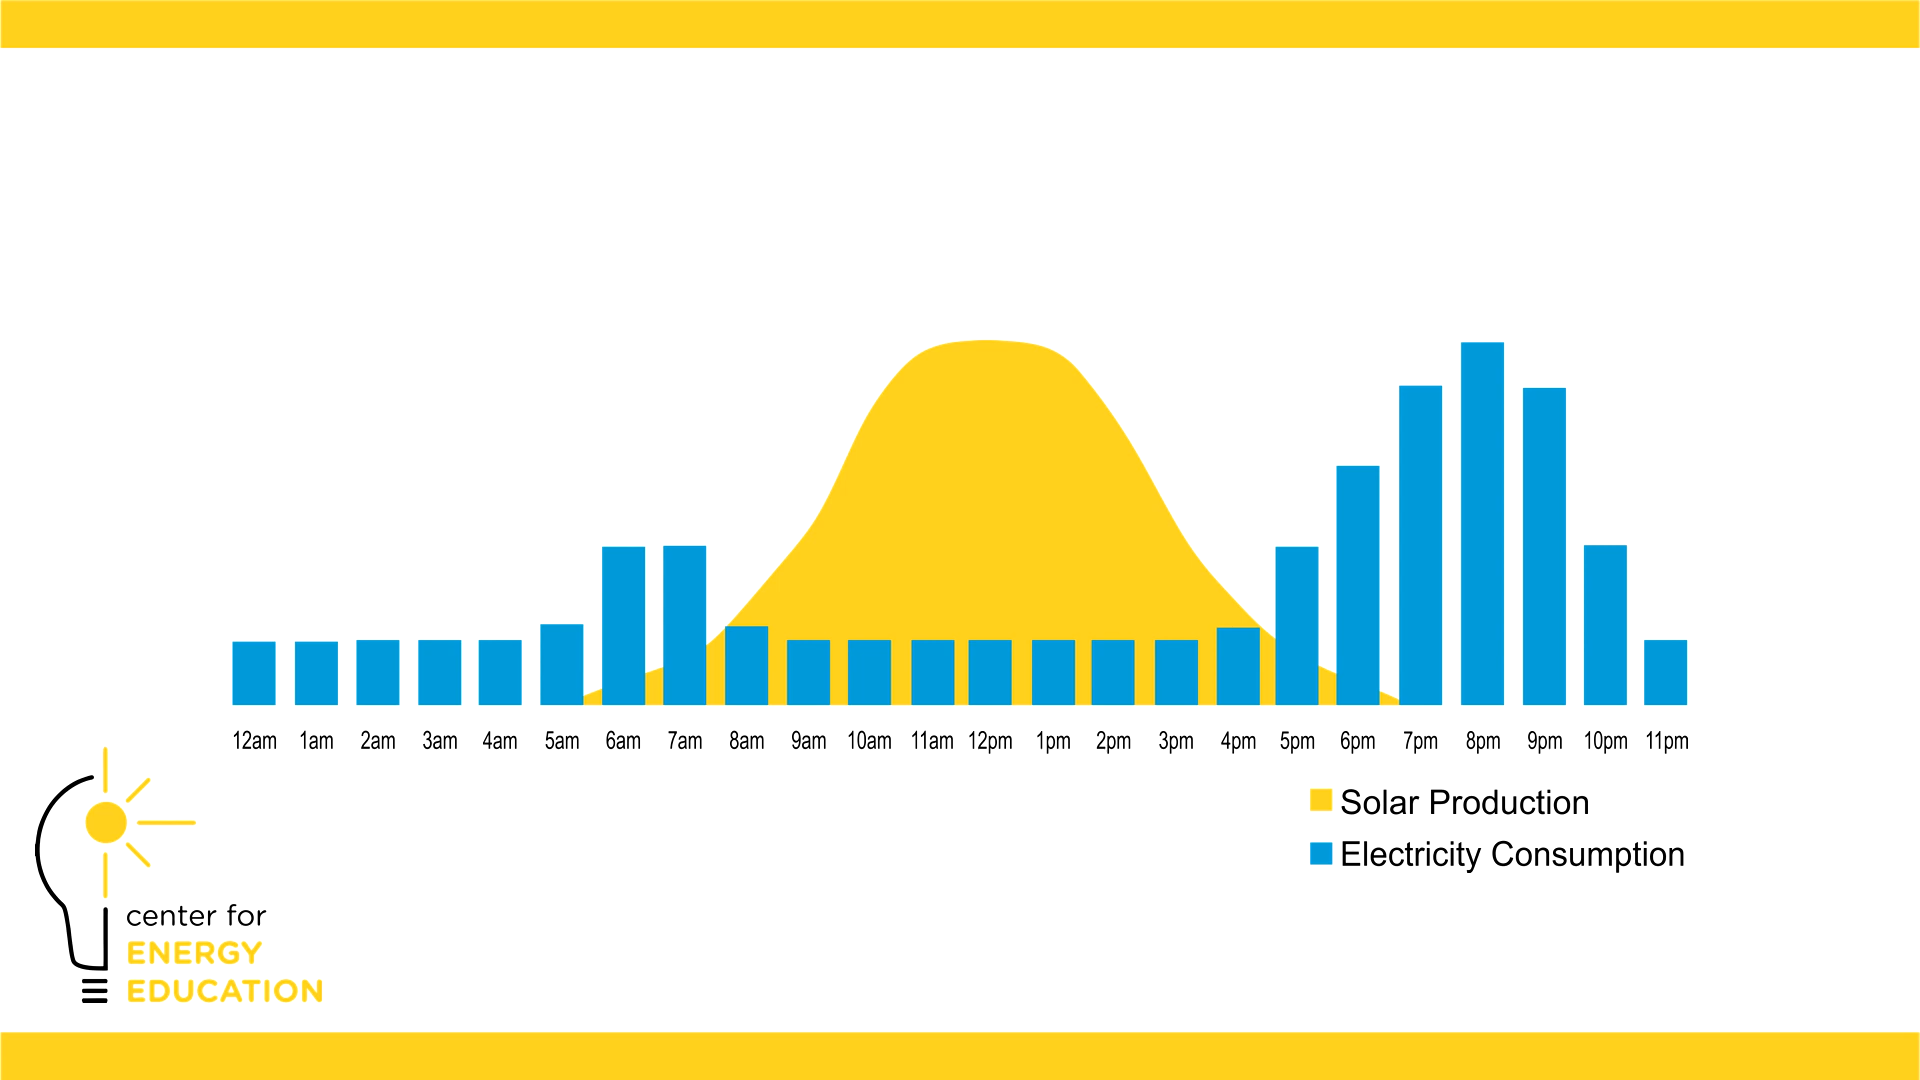 12am 1am 2am 3am 4am 5am 6am 7am 8am 9am 10am 11am 12pm 1pm 2pm 3pm 4pm 5pm 6pm 7pm 8pm 9pm 10pm 11pm
Solar Production
Electricity Consumption
center for
ENERGY
EDUCATION